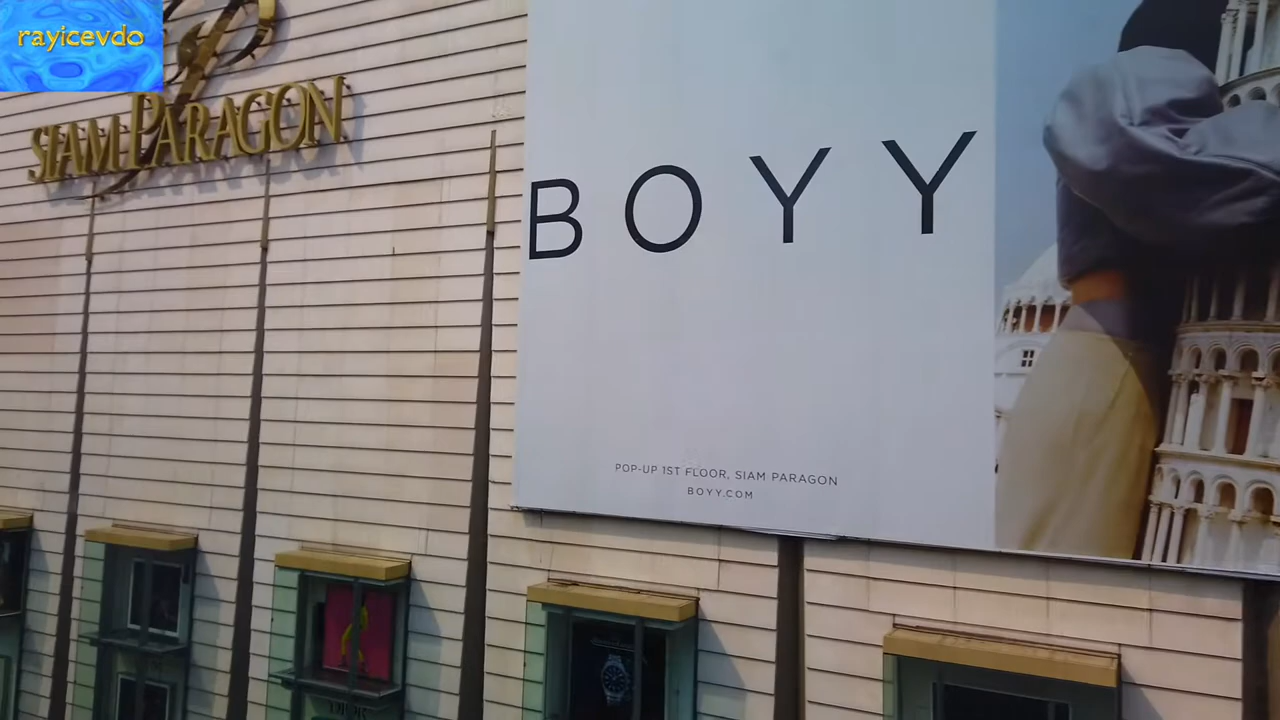 rayicevdo
SIAM PARAGON
BOYY
POP-UP 1ST FLOOR, SIAM PARAGON
BOYY.COM